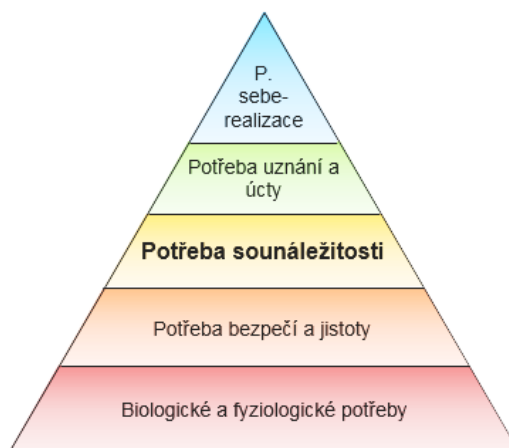 P.
sebe-
realizace
Potřeba uznání a
úcty
Potřeba sounáležitosti
Potřeba bezpečí a jistoty
Biologické a fyziologické potřeby